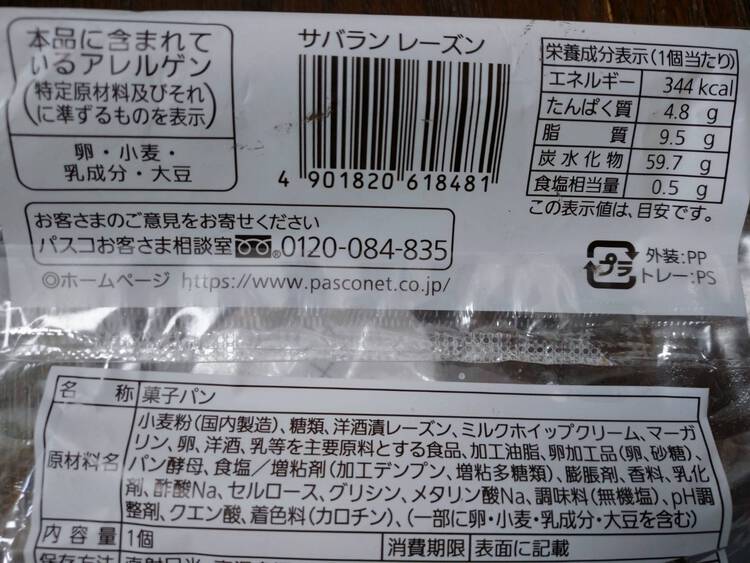 本品に含まれて
いるアレルゲン
(特定原材料及びそれ
に準ずるものを表示)
卵・小麦・
乳成分・大豆
サバラン レーズン
4 901820 618481
栄養成分表示(1個当たり)
エネルギー 344 kcal
たんぱく質 4.8 g
脂質 9.5 g
炭水化物 59.7 g
食塩相当量 0.5 g
この表示値は、目安です。
お客さまのご意見をお寄せください
パスコお客さま相談室 0120-084-835
◎ホームページ https://www.pasconet.co.jp/
プラ
外装:PP
トレー:PS
名称 菓子パン
原材料名
小麦粉(国内製造)、糖類、洋酒漬レーズン、ミルクホイップクリーム、マーガ
リン、卵、洋酒、乳等を主要原料とする食品、加工油脂、卵加工品(卵、砂糖)、
パン酵母、食塩/増粘剤(加工デンプン、増粘多糖類)、膨脹剤、香料、乳化
剤、酢酸Na、セルロース、グリシン、メタリン酸Na、調味料(無機塩)、pH調
整剤、クエン酸、着色料(カロチン)、(一部に卵・小麦・乳成分・大豆を含む)
内容量 1個
消費期限 表面に記載
保存方法